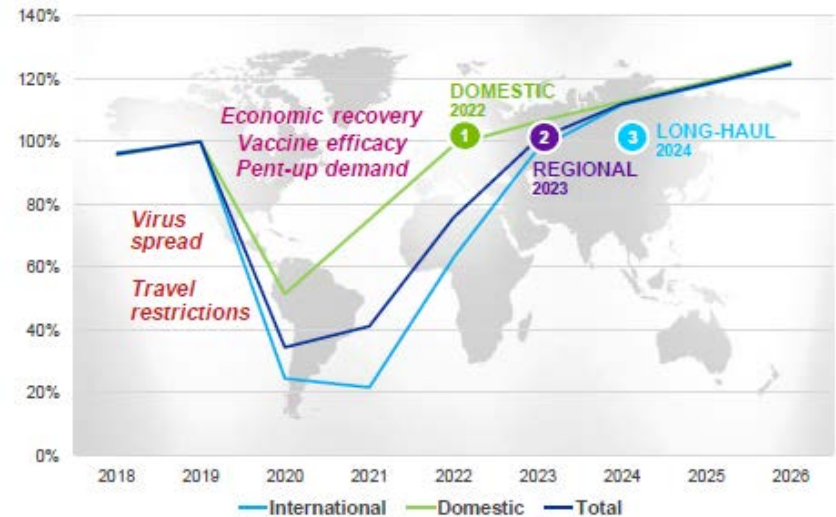 140%
120%
100%
80%
60%
40%
20%
0%
Economic recovery
Vaccine efficacy
Pent-up demand
Virus
spread
Travel
restrictions
DOMESTIC
2022
1
2
REGIONAL
2023
3
LONG-HAUL
2024
2018 2019 2020 2021 2022 2023 2024 2025 2026
International Domestic Total